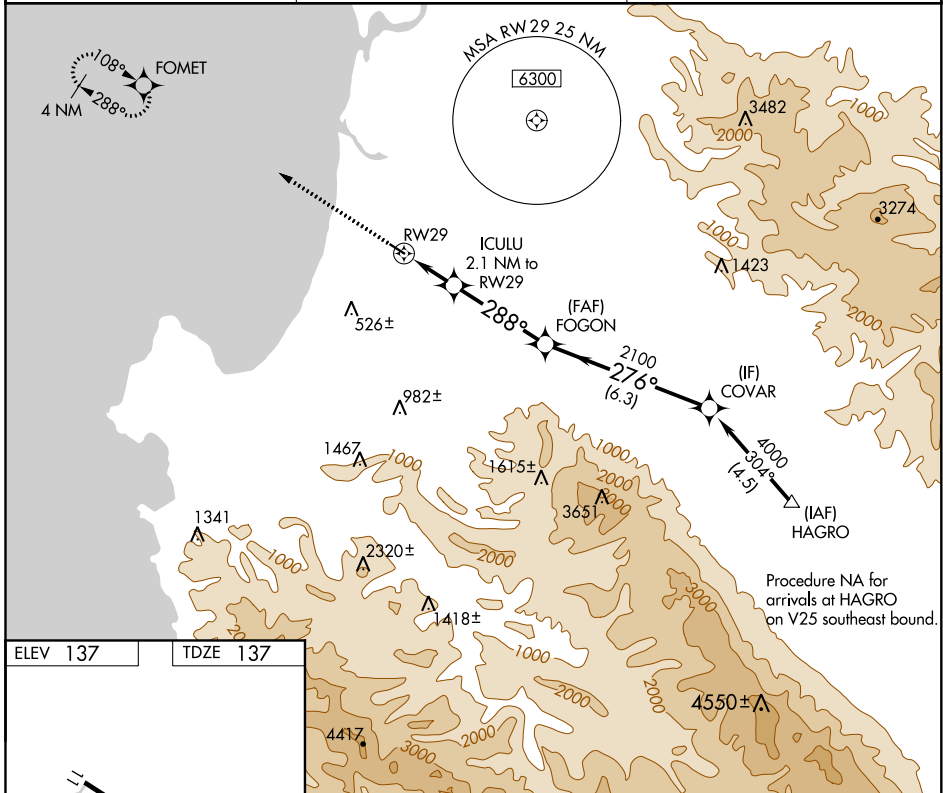 MSA RW29 25 NM
6300
108°
FOMET
288°
4 NM
3482
2000
1000
3274
1000
1423
2000
RW29
ICULU
2.1 NM to
RW29
288°
(FAF)
FOGON
2100
276°
(6.3)
(IF)
COVAR
4000
304°
(4.5)
(IAF)
HAGRO
526±
982±
1467
1000
1615±
1000
2000
3000
3651
1341
1000
2320±
2000
1418±
3000
Procedure NA for
arrivals at HAGRO
on V25 southeast bound.
1000
2000
2000
4550±
4417
3000
2000
ELEV 137
TDZE 137
11